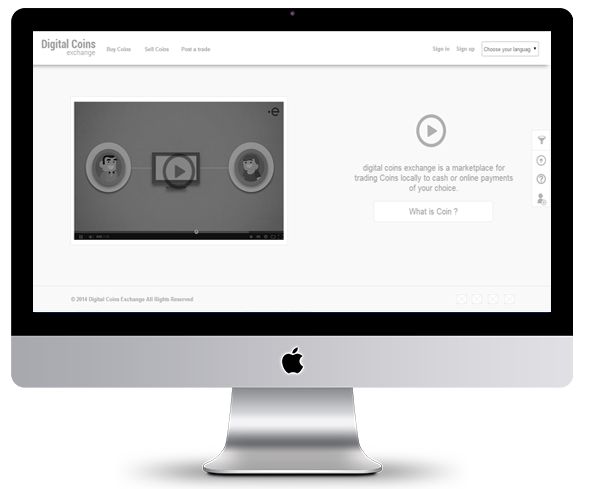 Digital Coins
exchange
Buy Coins
Sell Coins
Post a trade
Sign in
Sign up
Choose your languag
digital coins exchange is a marketplace for
trading Coins locally to cash or online payments
of your choice.
What is Coin ?
© 2014 Digital Coins Exchange All Rights Reserved